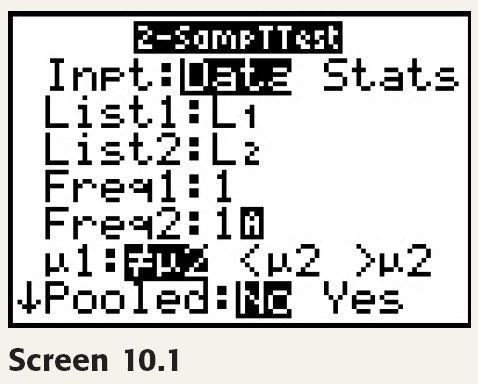 2-SampTTest
Inpt:Data Stats
List1:L1
List2:L2
Freq1:1
Freq2:1A
μ1:≠μ2 <μ2 >μ2
↓Pooled:No Yes
Screen 10.1